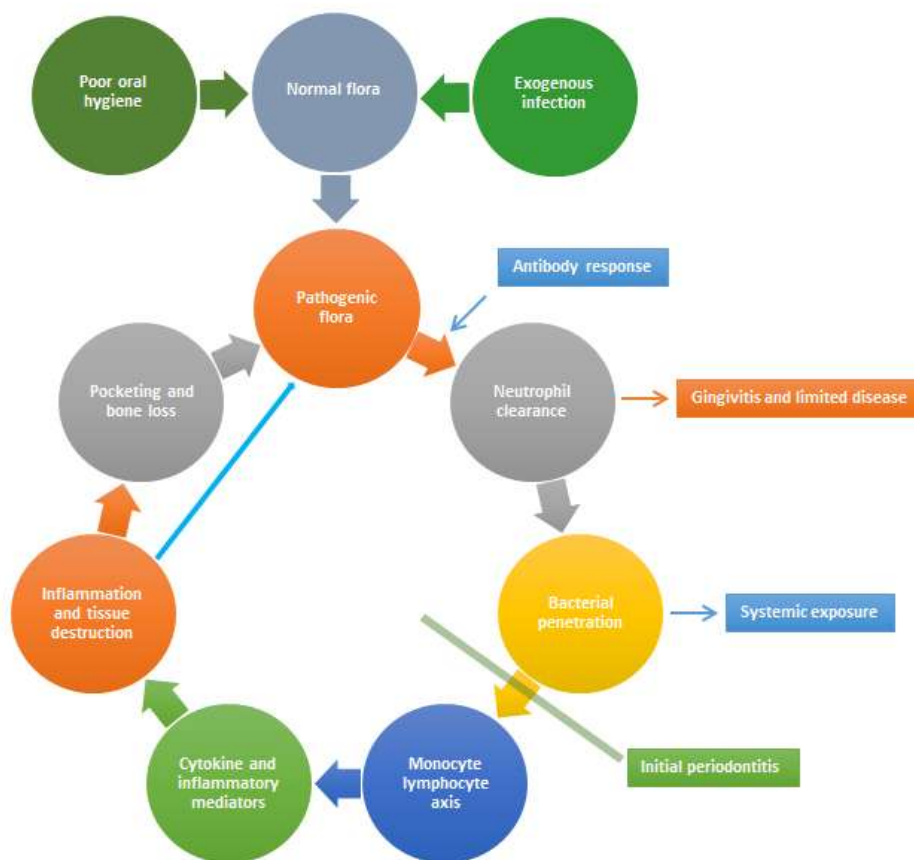 Poor oral
hygiene
Normal flora
Exogenous
infection
Antibody response
Pathogenic
flora
Pocketing and
bone loss
Neutrophil
clearance
Gingivitis and limited disease
Inflammation
and tissue
destruction
Bacterial
penetration
Systemic exposure
Cytokine and
inflammatory
mediators
Monocyte
lymphocyte
axis
Initial periodontitis